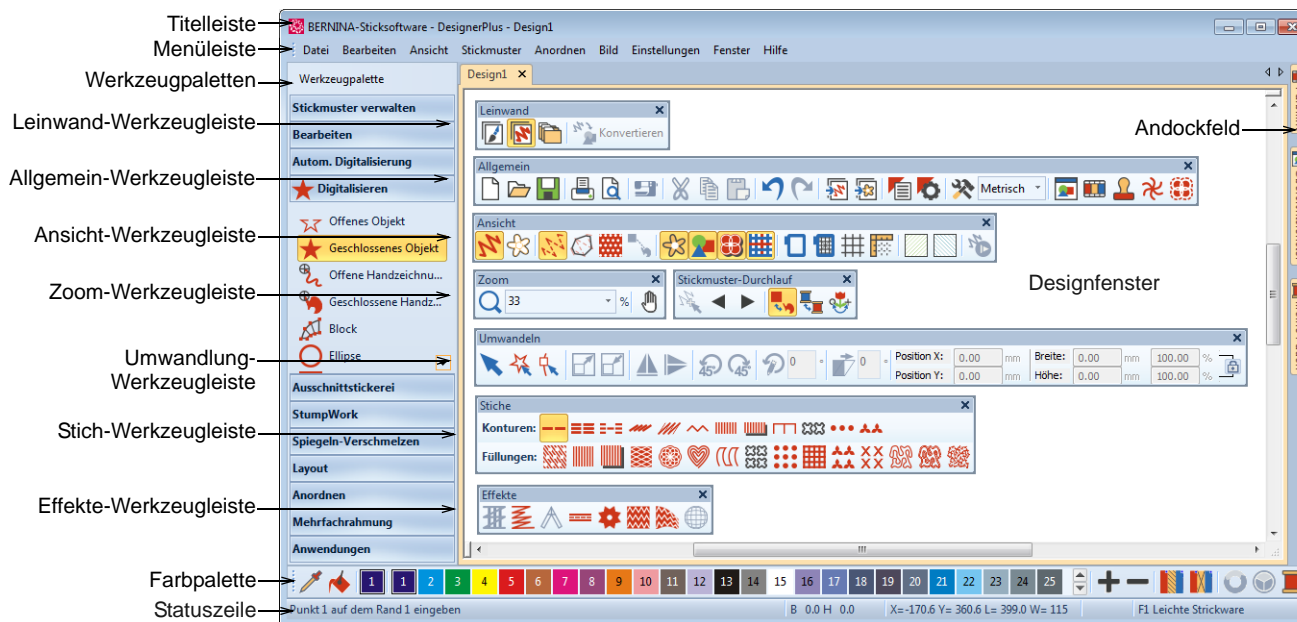 Titelleiste
BERNINA-Sticksoftware - DesignerPlus - Design1
Menüleiste
Datei Bearbeiten Ansicht Stickmuster Anordnen Bild Einstellungen Fenster Hilfe
Werkzeugpaletten
Werkzeugpalette
Design1
Stickmuster verwalten
Bearbeiten
Autom. Digitalisierung
Digitalisieren
Offenes Objekt
Geschlossenes Objekt
Offene Handzeichnu...
Geschlossene Handz...
Block
Ellipse
Ausschnittstickerei
StumpWork
Spiegeln-Verschmelzen
Layout
Anordnen
Mehrfachrahmung
Anwendungen
Leinwand-Werkzeugleiste
Leinwand
Konvertieren
Andockfeld
Allgemein-Werkzeugleiste
Allgemein
Metrisch
Ansicht-Werkzeugleiste
Ansicht
Zoom-Werkzeugleiste
Zoom
33 %
Stickmuster-Durchlauf
Designfenster
Umwandlung-
Werkzeugleiste
Umwandeln
45° 45° 0 ° 0 °
Position X: 0.00 mm Breite: 0.00 mm 100.00 %
Position Y: 0.00 mm Höhe: 0.00 mm 100.00 %
Stich-Werkzeugleiste
Stiche
Konturen:
Füllungen:
Effekte-Werkzeugleiste
Effekte
Farbpalette
1 1 2 3 4 5 6 7 8 9 10 11 12 13 14 15 16 17 18 19 20 21 22 23 24 25
Statuszeile
Punkt 1 auf dem Rand 1 eingeben
B 0.0 H 0.0
X=-170.6 Y= 360.6 L= 399.0 W= 115
F1 Leichte Strickware